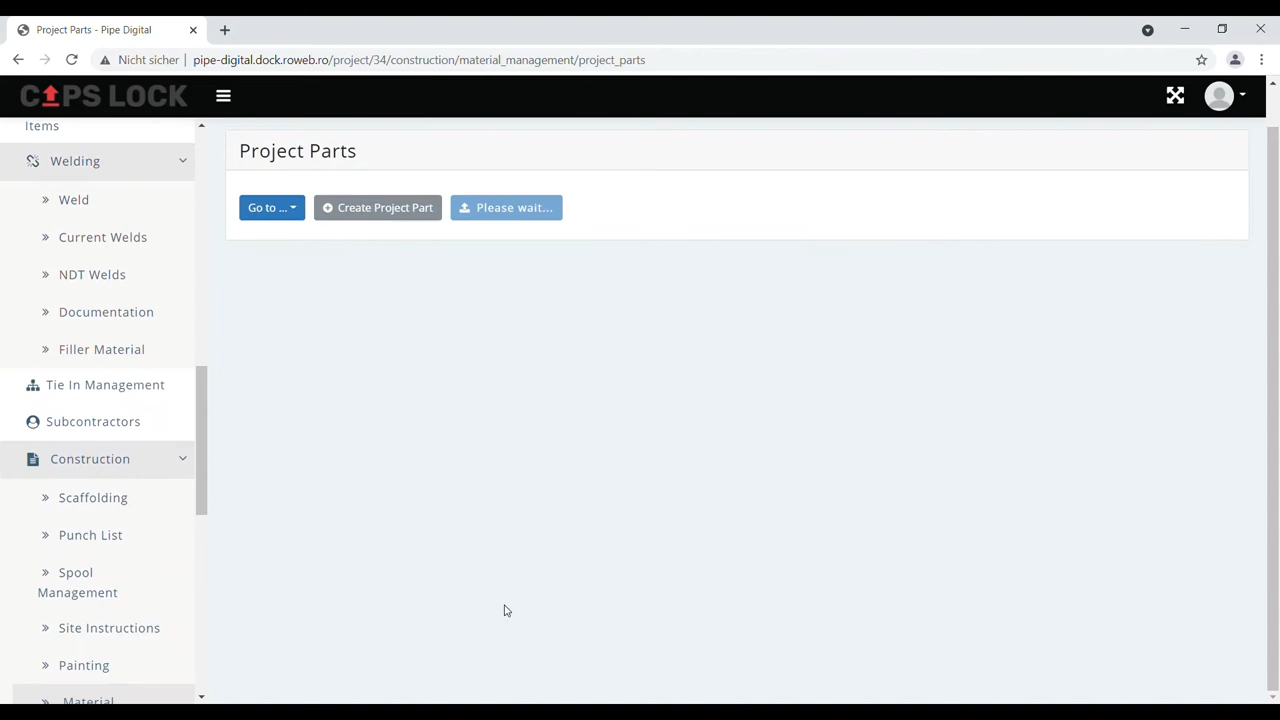 Project Parts - Pipe Digital
Nicht sicher | pipe-digital.dock.roweb.ro/project/34/construction/material_management/project_parts
CAPS LOCK
Items
Welding
Weld
Current Welds
NDT Welds
Documentation
Filler Material
Tie In Management
Subcontractors
Construction
Scaffolding
Punch List
Spool
Management
Site Instructions
Painting
Material
Project Parts
Go to ...
Create Project Part
Please wait...